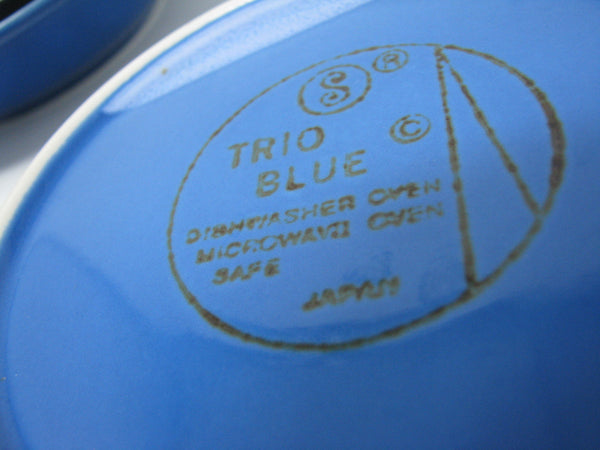 S ®
TRIO ©
BLUE
DISHWASHER OVEN
MICROWAVE OVEN
SAFE
JAPAN